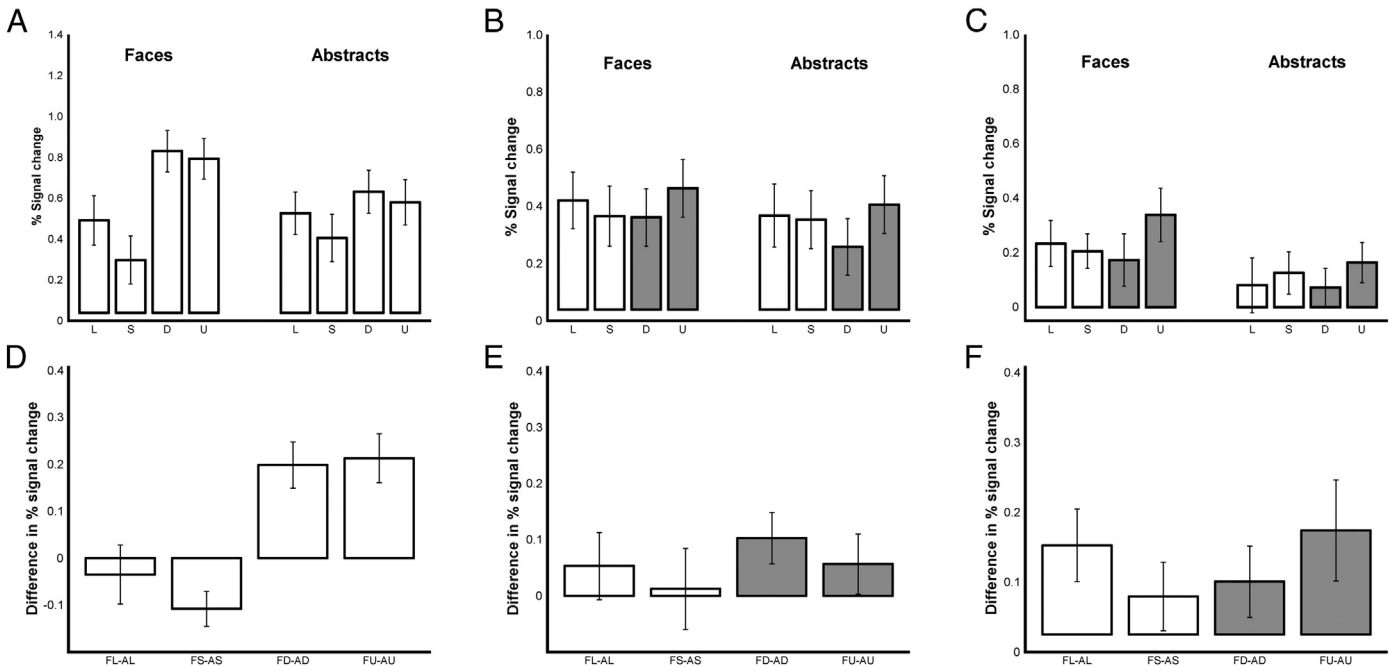 A
% Signal change
1.4
1.2
1.0
0.8
0.6
0.4
0.2
0
Faces
Abstracts
L S D U L S D U
B
% Signal change
1.0
0.8
0.6
0.4
0.2
0
Faces
Abstracts
L S D U L S D U
C
% Signal change
1.0
0.8
0.6
0.4
0.2
0
Faces
Abstracts
L S D U L S D U
D
Difference in % signal change
0.4
0.3
0.2
0.1
0
-0.1
FL-AL FS-AS FD-AD FU-AU
E
Difference in % signal change
0.4
0.3
0.2
0.1
0
FL-AL FS-AS FD-AD FU-AU
F
Difference in % signal change
0.4
0.4
0.2
0.1
0
FL-AL FS-AS FD-AD FU-AU